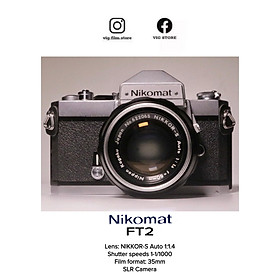 vsg.film.store
VSG STORE
Nikomat
Nikomat
FT2
Lens: NIKKOR-S Auto 1:1.4
Shutter speeds 1-1/1000
Film format: 35mm
SLR Camera